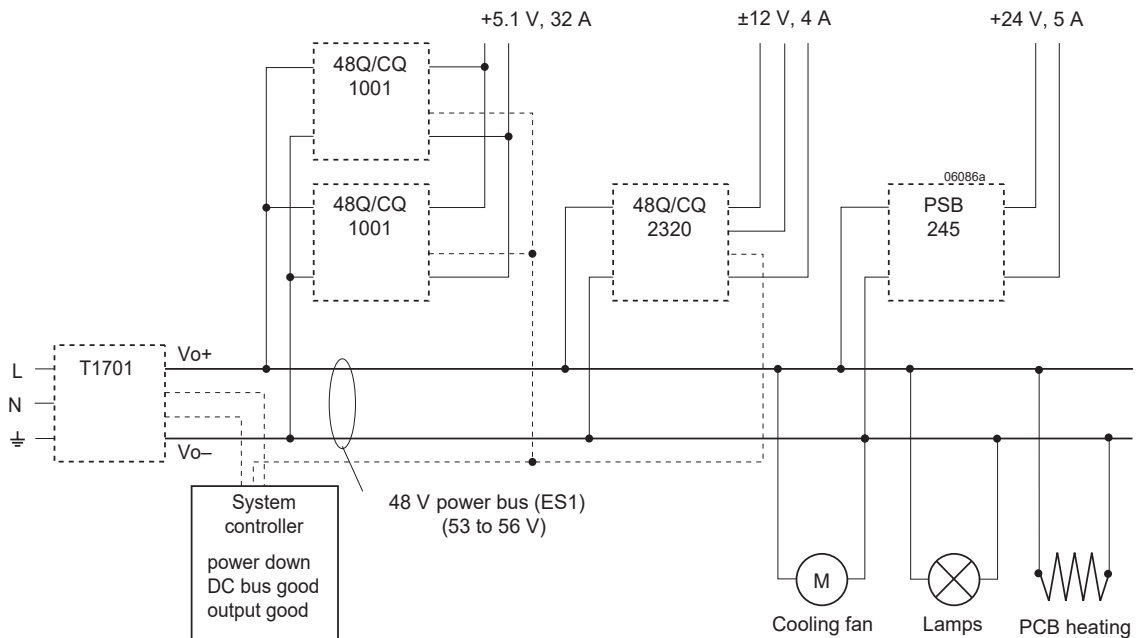 +5.1 V, 32 A
±12 V, 4 A
+24 V, 5 A
48Q/CQ
1001
48Q/CQ
1001
48Q/CQ
2320
06086a
PSB
245
T1701
Vo+
L
N
Vo–
System
controller
power down
DC bus good
output good
48 V power bus (ES1)
(53 to 56 V)
M
Cooling fan
Lamps
PCB heating